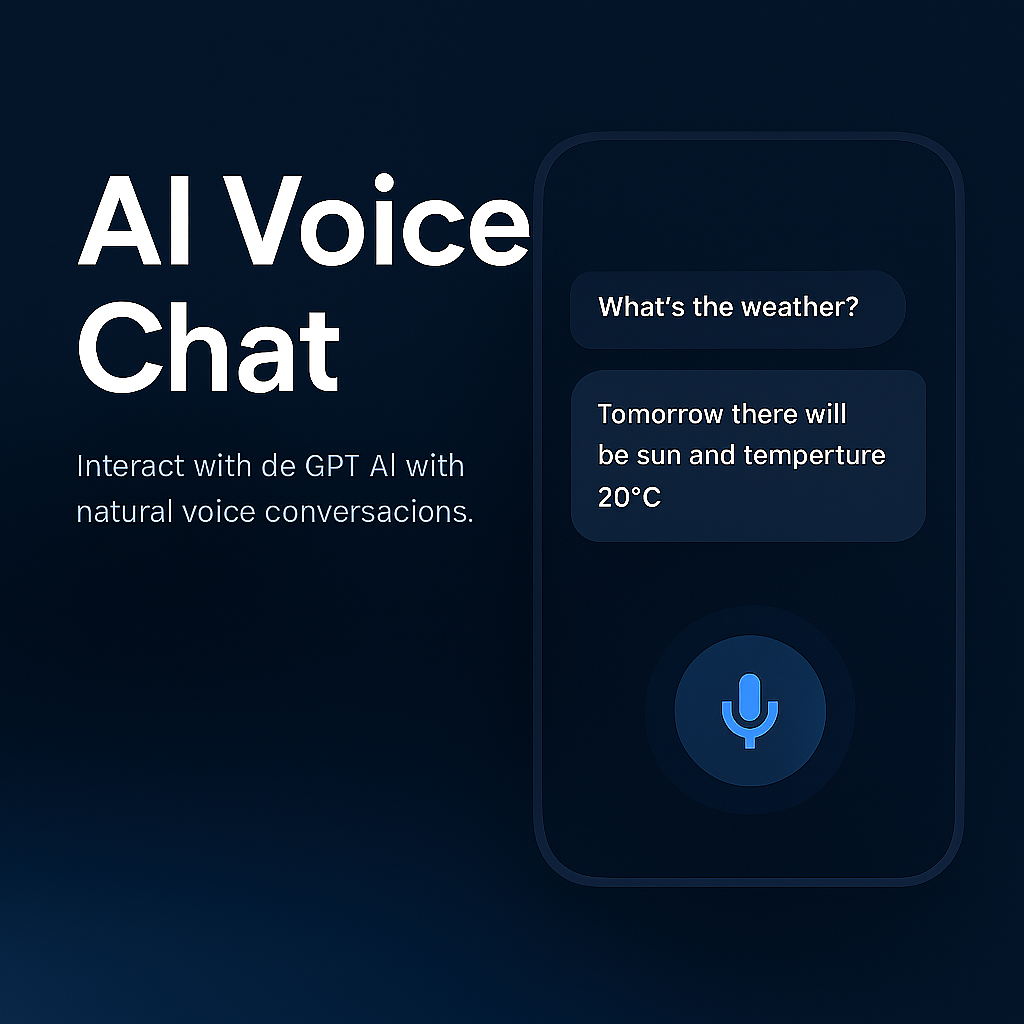 AI Voice
Chat
Interact with de GPT AI with
natural voice conversacions.
What's the weather?
Tomorrow there will
be sun and temperture
20°C